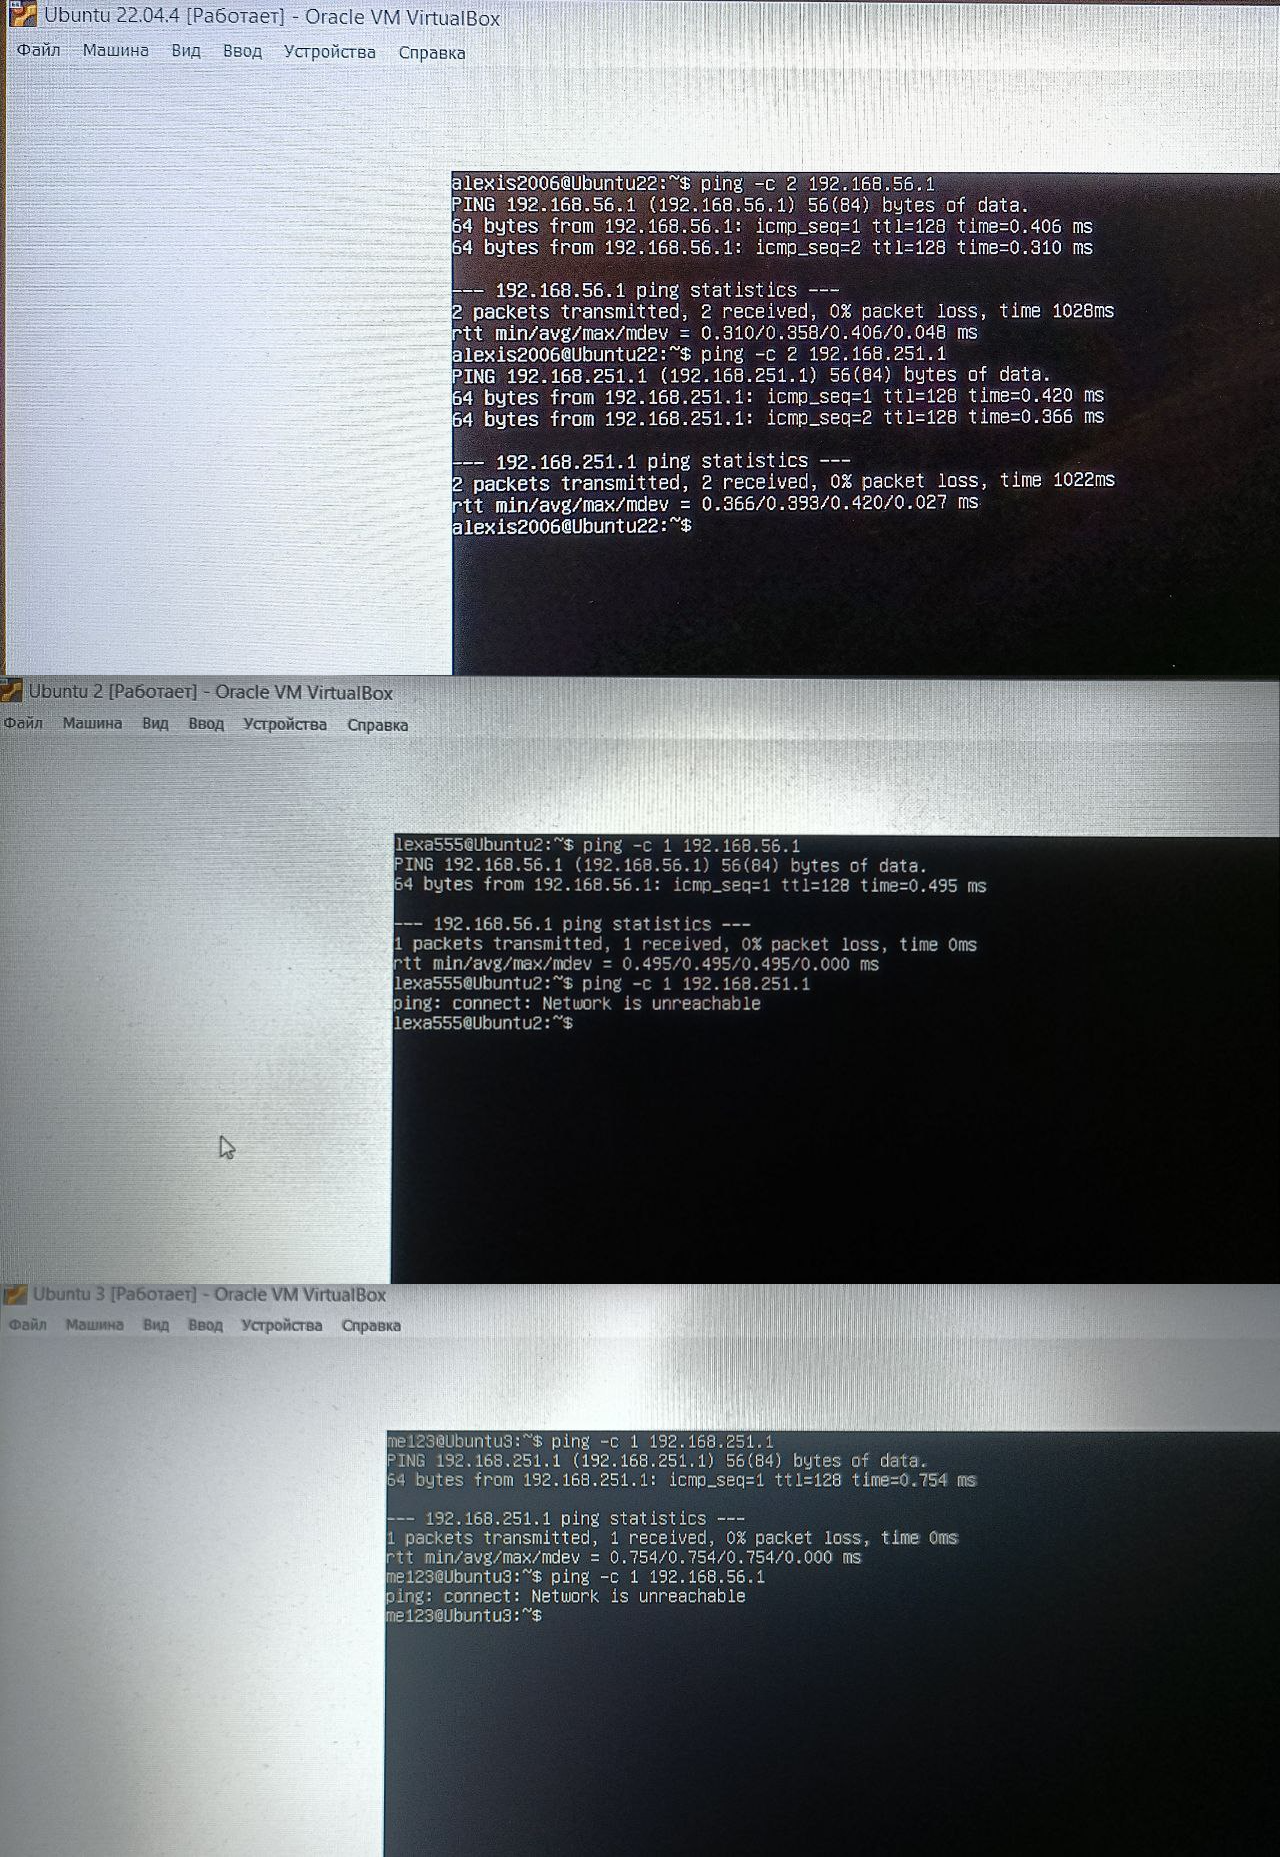 Ubuntu 22.04.4 [Работает] - Oracle VM VirtualBox
Файл Машина Вид Ввод Устройства Справка
alexis2006@Ubuntu22:~$ ping -c 2 192.168.56.1
PING 192.168.56.1 (192.168.56.1) 56(84) bytes of data.
64 bytes from 192.168.56.1: icmp_seq=1 ttl=128 time=0.406 ms
64 bytes from 192.168.56.1: icmp_seq=2 ttl=128 time=0.310 ms
--- 192.168.56.1 ping statistics ---
2 packets transmitted, 2 received, 0% packet loss, time 1028ms
rtt min/avg/max/mdev = 0.310/0.358/0.406/0.048 ms
alexis2006@Ubuntu22:~$ ping -c 2 192.168.251.1
PING 192.168.251.1 (192.168.251.1) 56(84) bytes of data.
64 bytes from 192.168.251.1: icmp_seq=1 ttl=128 time=0.420 ms
64 bytes from 192.168.251.1: icmp_seq=2 ttl=128 time=0.366 ms
--- 192.168.251.1 ping statistics ---
2 packets transmitted, 2 received, 0% packet loss, time 1022ms
rtt min/avg/max/mdev = 0.366/0.393/0.420/0.027 ms
alexis2006@Ubuntu22:~$
Ubuntu 2 [Работает] - Oracle VM VirtualBox
Файл Машина Вид Ввод Устройства Справка
lexa555@Ubuntu2:~$ ping -c 1 192.168.56.1
PING 192.168.56.1 (192.168.56.1) 56(84) bytes of data.
64 bytes from 192.168.56.1: icmp_seq=1 ttl=128 time=0.495 ms
--- 192.168.56.1 ping statistics ---
1 packets transmitted, 1 received, 0% packet loss, time 0ms
rtt min/avg/max/mdev = 0.495/0.495/0.495/0.000 ms
lexa555@Ubuntu2:~$ ping -c 1 192.168.251.1
ping: connect: Network is unreachable
lexa555@Ubuntu2:~$
Ubuntu 3 [Работает] - Oracle VM VirtualBox
Файл Машина Вид Ввод Устройства Справка
me123@Ubuntu3:~$ ping -c 1 192.168.251.1
PING 192.168.251.1 (192.168.251.1) 56(84) bytes of data.
64 bytes from 192.168.251.1: icmp_seq=1 ttl=128 time=0.754 ms
--- 192.168.251.1 ping statistics ---
1 packets transmitted, 1 received, 0% packet loss, time 0ms
rtt min/avg/max/mdev = 0.754/0.754/0.754/0.000 ms
me123@Ubuntu3:~$ ping -c 1 192.168.56.1
ping: connect: Network is unreachable
me123@Ubuntu3:~$